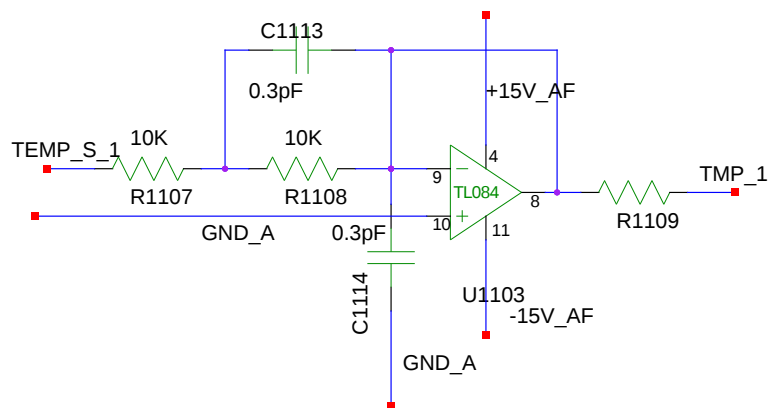 C1113
0.3pF
+15V_AF
TEMP_S_1
10K
10K
4
TMP_1
R1107
R1108
9
TL084
8
10
R1109
GND_A
0.3pF
11
C1114
U1103
-15V_AF
GND_A